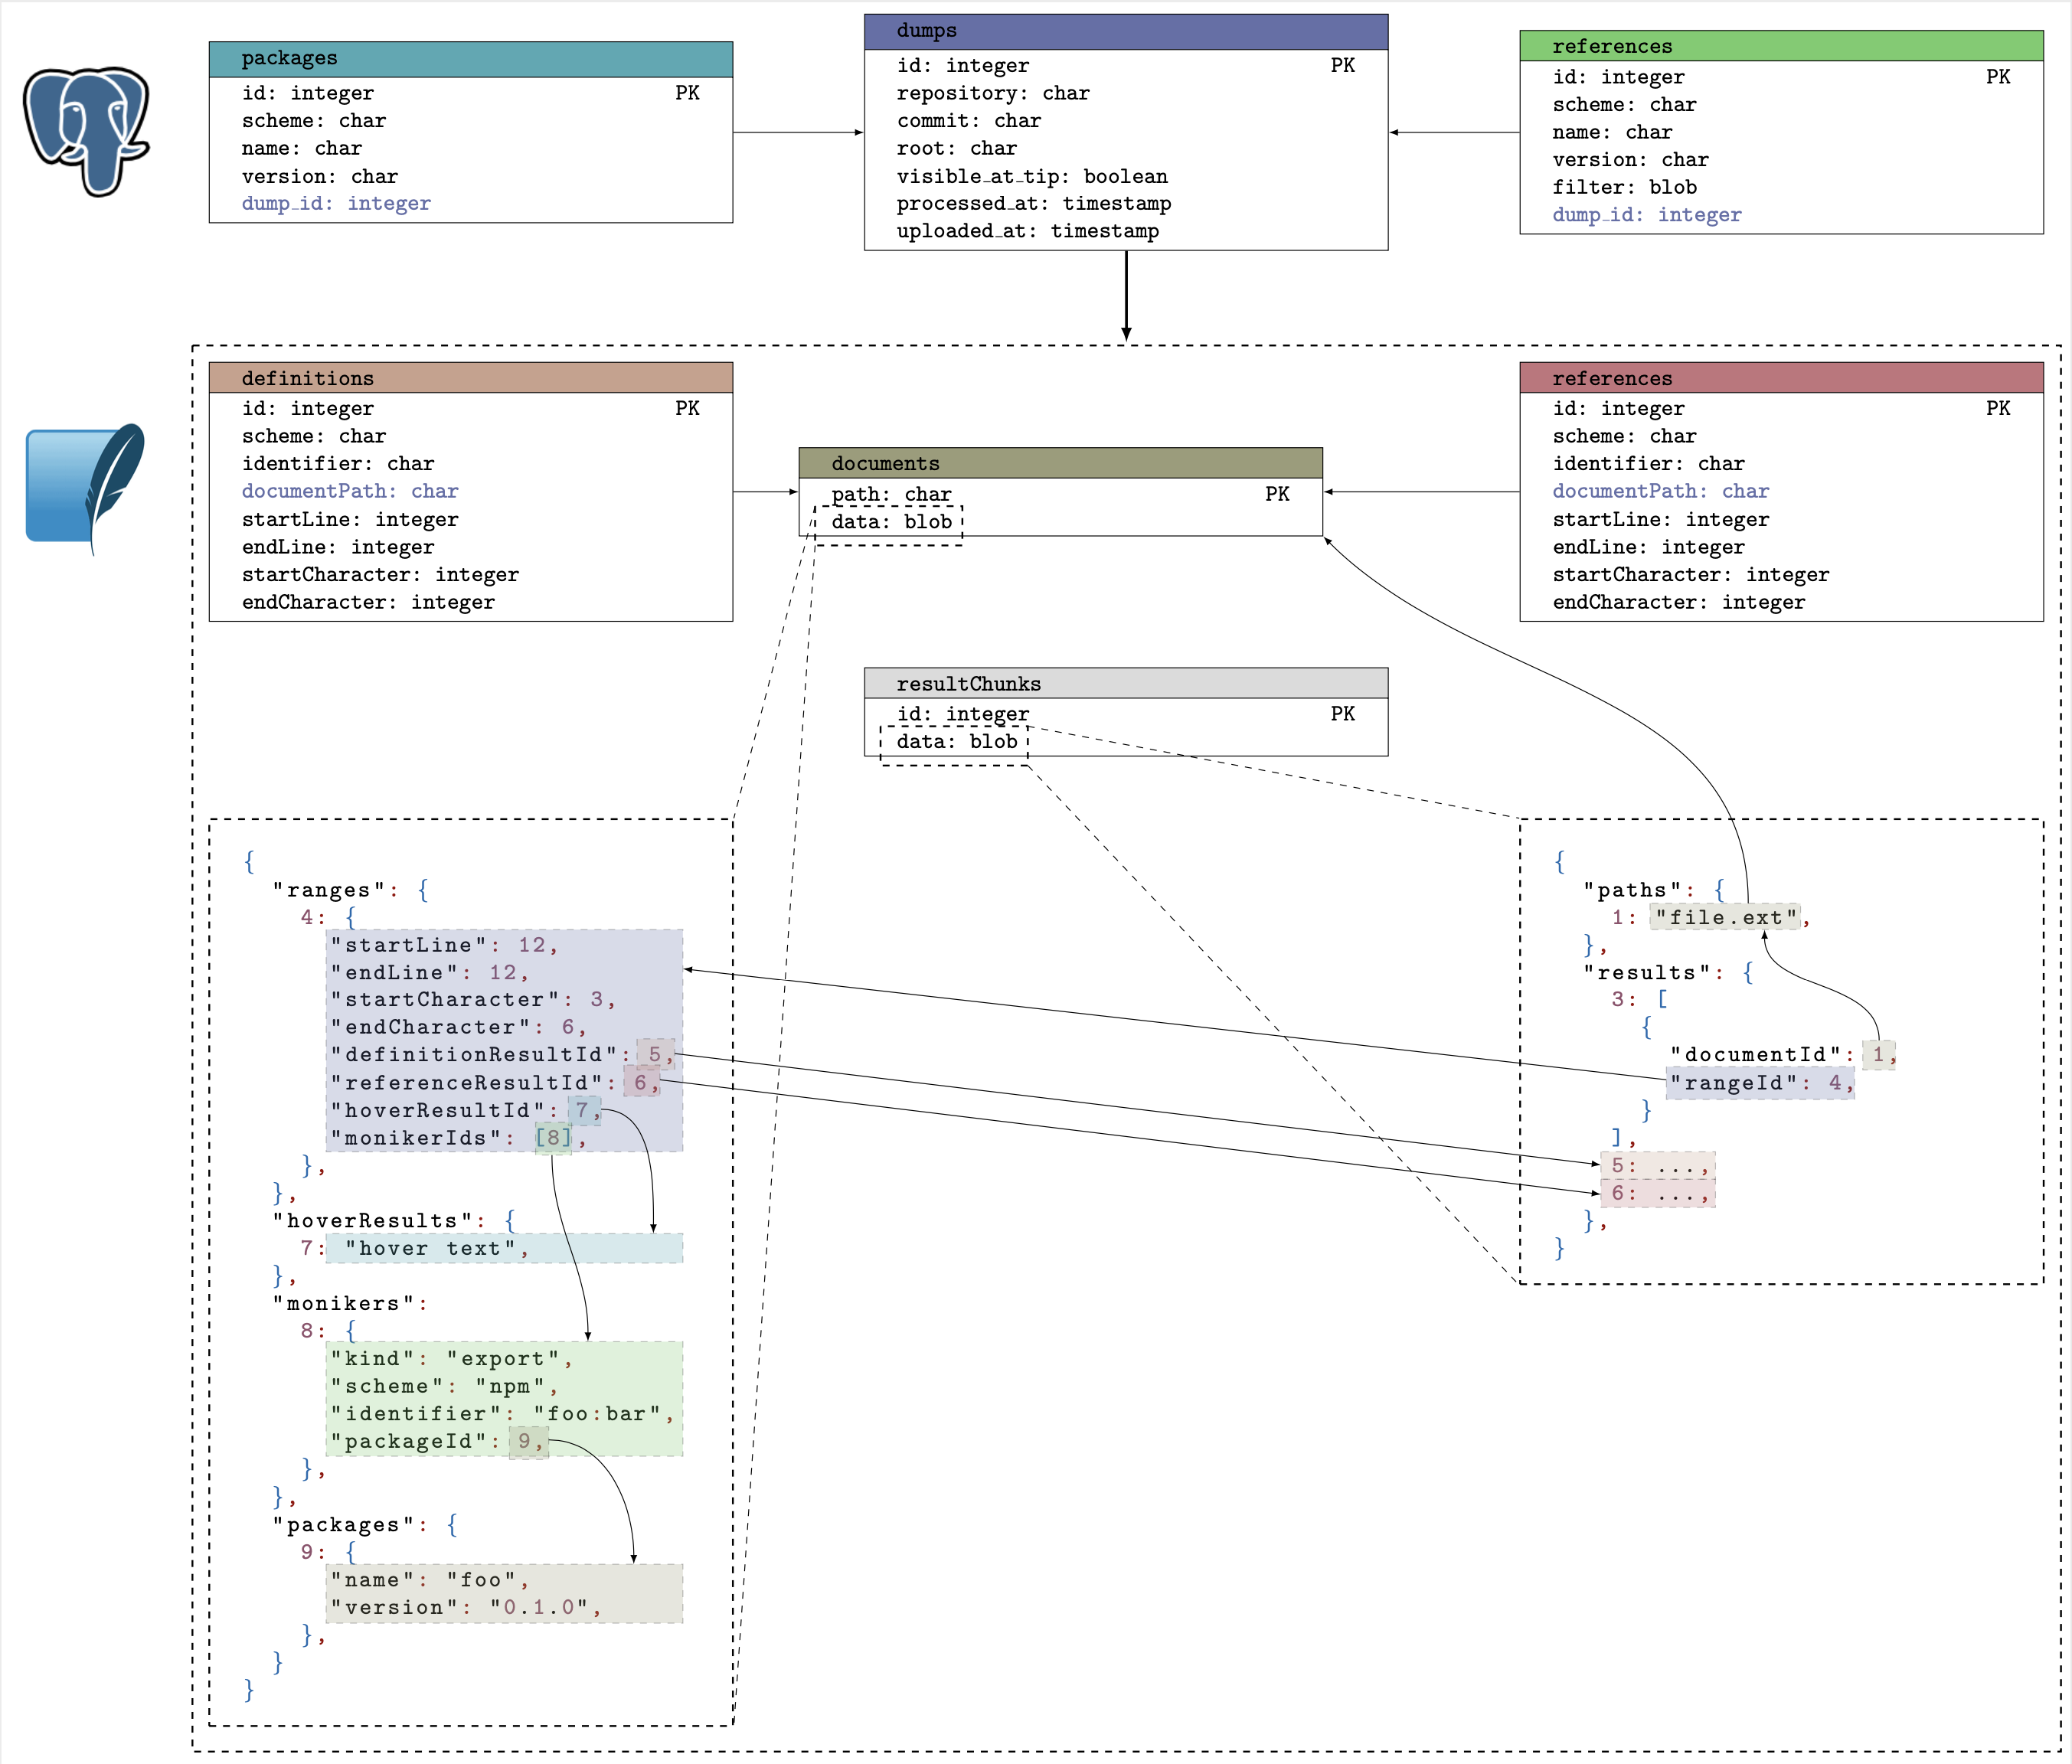 packages
id: integer PK
scheme: char
name: char
version: char
dump_id: integer
dumps
id: integer PK
repository: char
commit: char
root: char
visible_at_tip: boolean
processed_at: timestamp
uploaded_at: timestamp
references
id: integer PK
scheme: char
name: char
version: char
filter: blob
dump_id: integer
definitions
id: integer PK
scheme: char
identifier: char
documentPath: char
startLine: integer
endLine: integer
startCharacter: integer
endCharacter: integer
documents
path: char PK
data: blob
references
id: integer PK
scheme: char
identifier: char
documentPath: char
startLine: integer
endLine: integer
startCharacter: integer
endCharacter: integer
resultChunks
id: integer PK
data: blob
{
"ranges": {
4: {
"startLine": 12,
"endLine": 12,
"startCharacter": 3,
"endCharacter": 6,
"definitionResultId": 5,
"referenceResultId": 6,
"hoverResultId": 7,
"monikerIds": [8],
},
},
"hoverResults": {
7: "hover text",
},
"monikers":
8: {
"kind": "export",
"scheme": "npm",
"identifier": "foo:bar",
"packageId": 9,
},
},
"packages": {
9: {
"name": "foo",
"version": "0.1.0",
},
}
}
{
"paths": {
1: "file.ext",
},
"results": {
3: [
{
"documentId": 1,
"rangeId": 4,
}
],
5: ...,
6: ...,
},
}